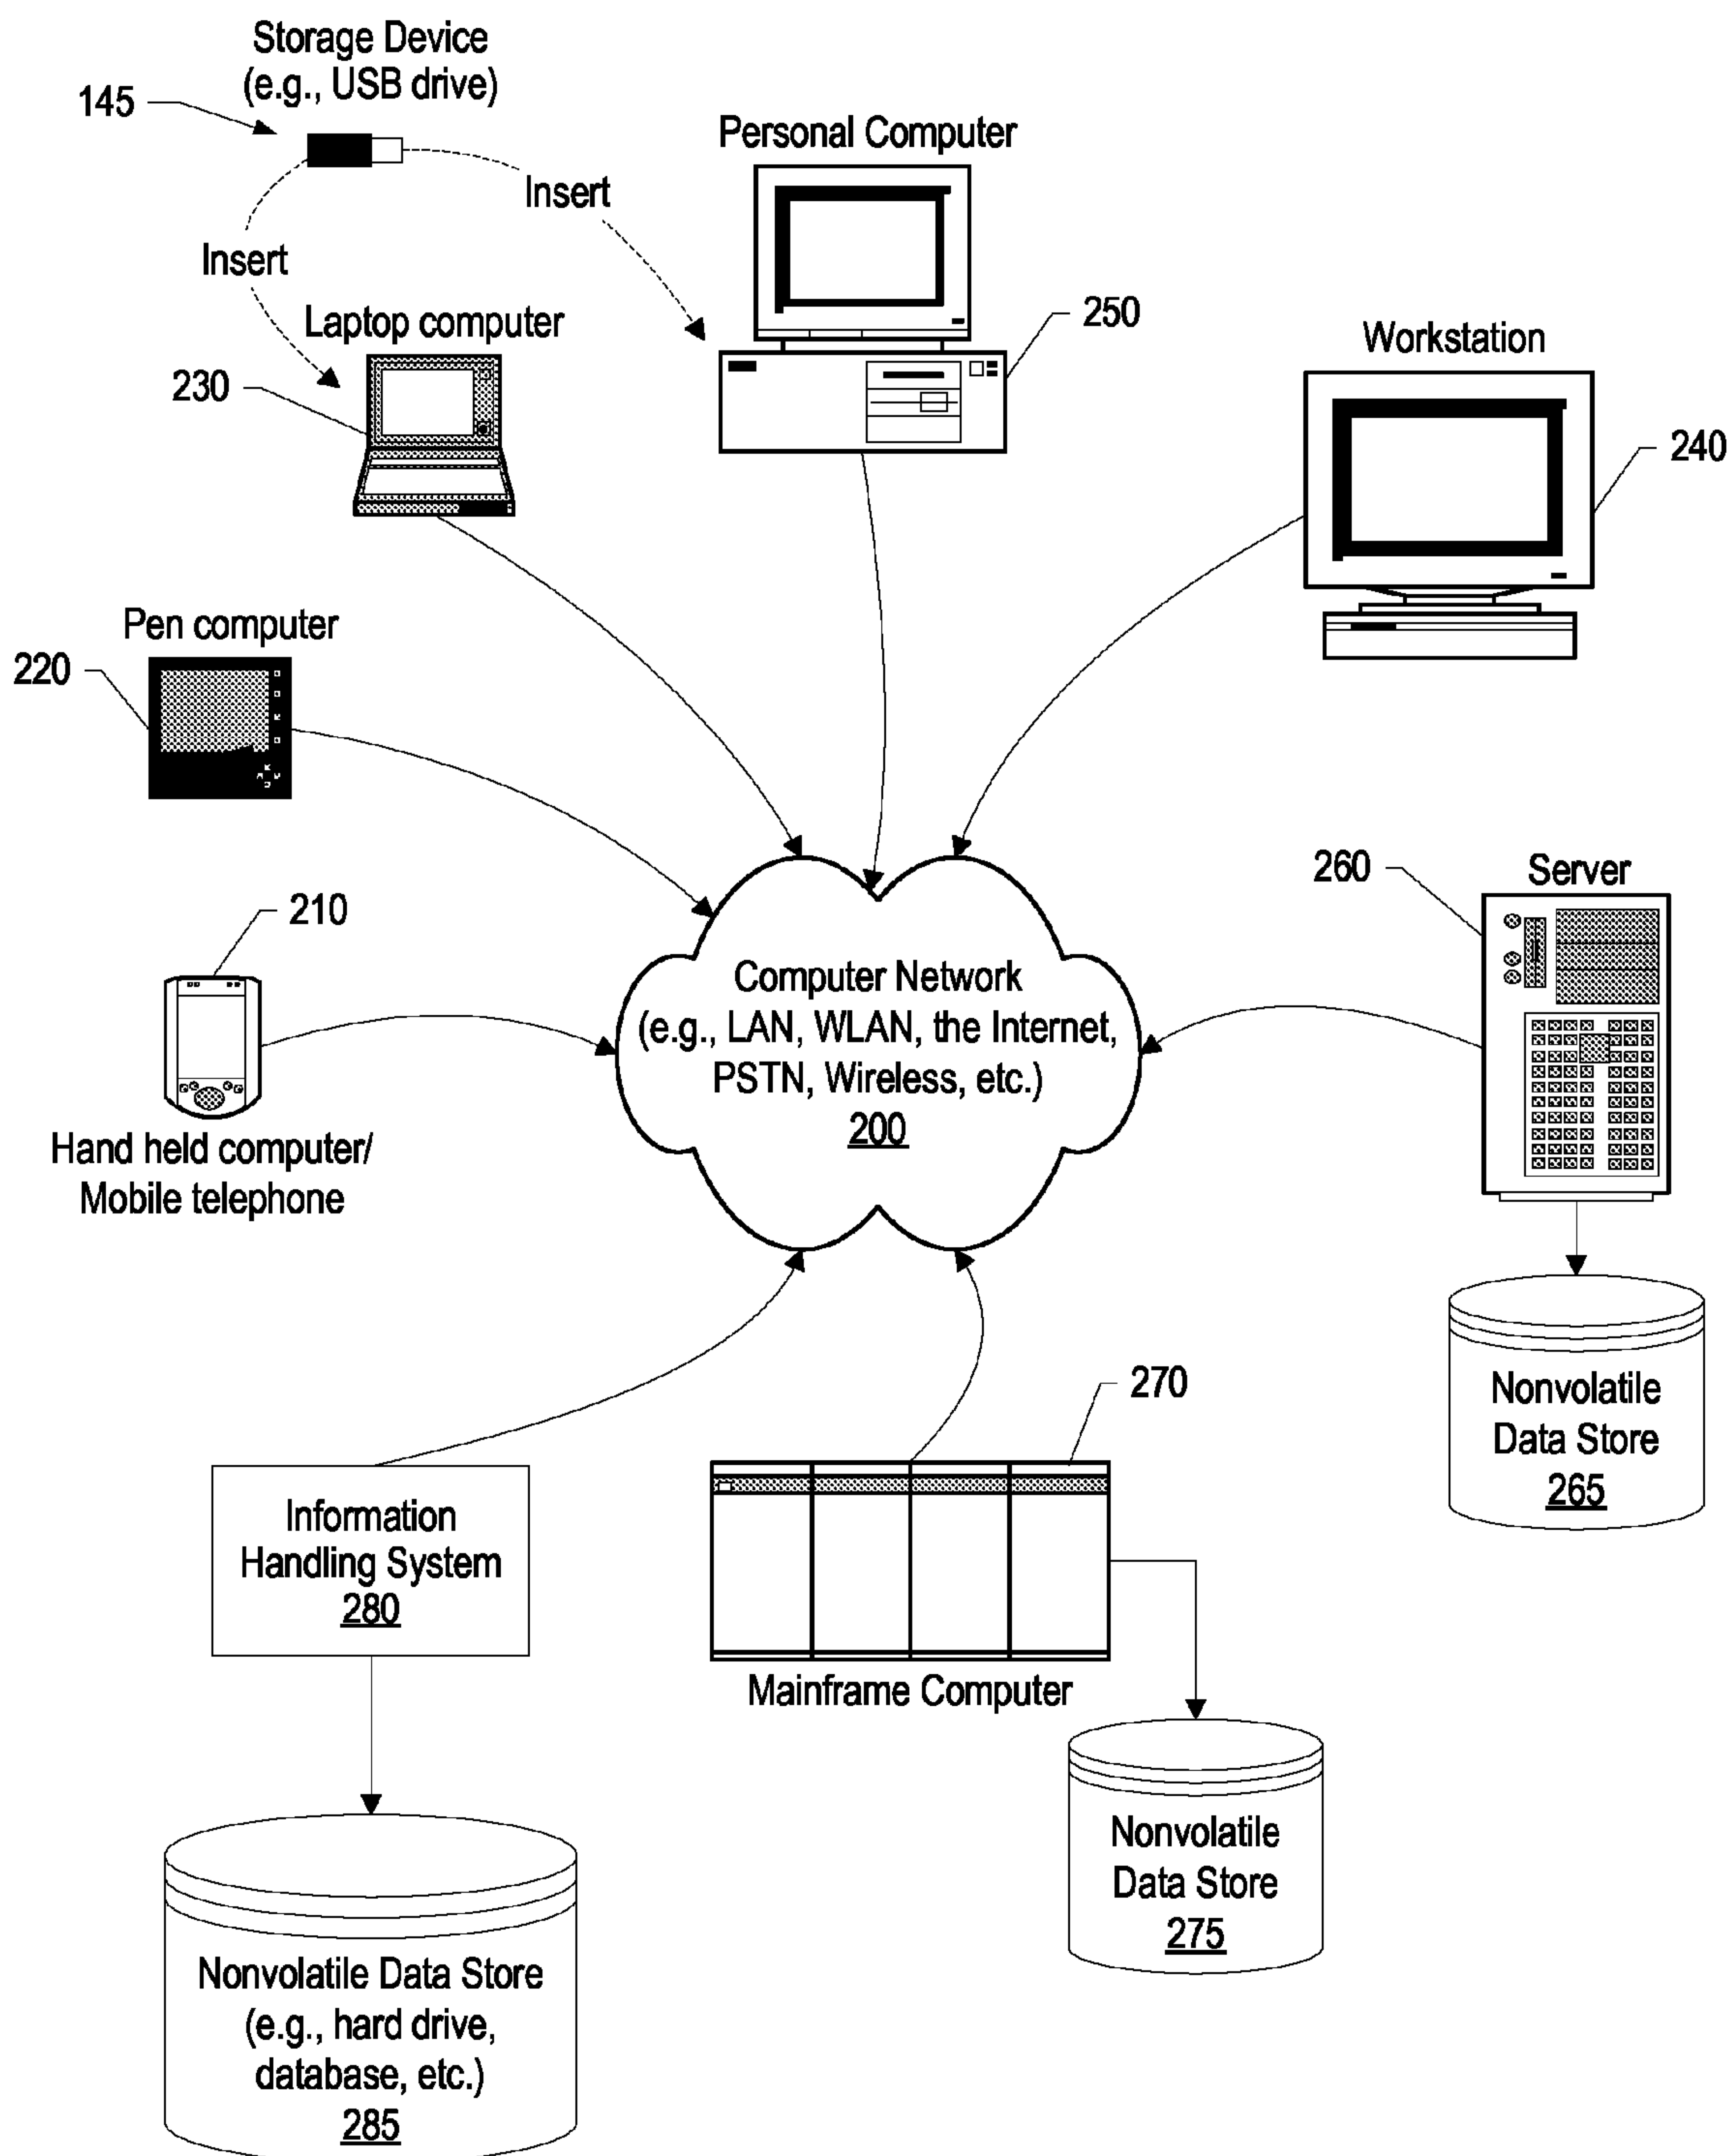 Storage Device
(e.g., USB drive)
145
Personal Computer
Insert
Insert
250
Laptop computer
230
Workstation
240
Pen computer
220
260
Server
210
Computer Network
(e.g., LAN, WLAN, the Internet,
PSTN, Wireless, etc.)
200
Hand held computer/
Mobile telephone
270
Nonvolatile
Data Store
265
Information
Handling System
280
Mainframe Computer
Nonvolatile
Data Store
275
Nonvolatile Data Store
(e.g., hard drive,
database, etc.)
285